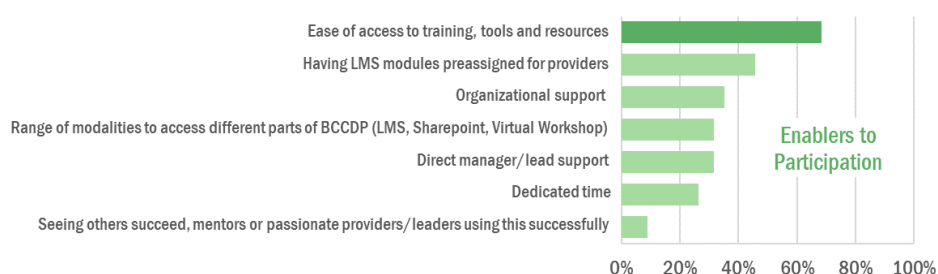 Ease of access to training, tools and resources
Having LMS modules preassigned for providers
Organizational support
Range of modalities to access different parts of BCCDP (LMS, Sharepoint, Virtual Workshop)
Direct manager/lead support
Dedicated time
Seeing others succeed, mentors or passionate providers/leaders using this successfully
Enablers to
Participation
0% 20% 40% 60% 80% 100%